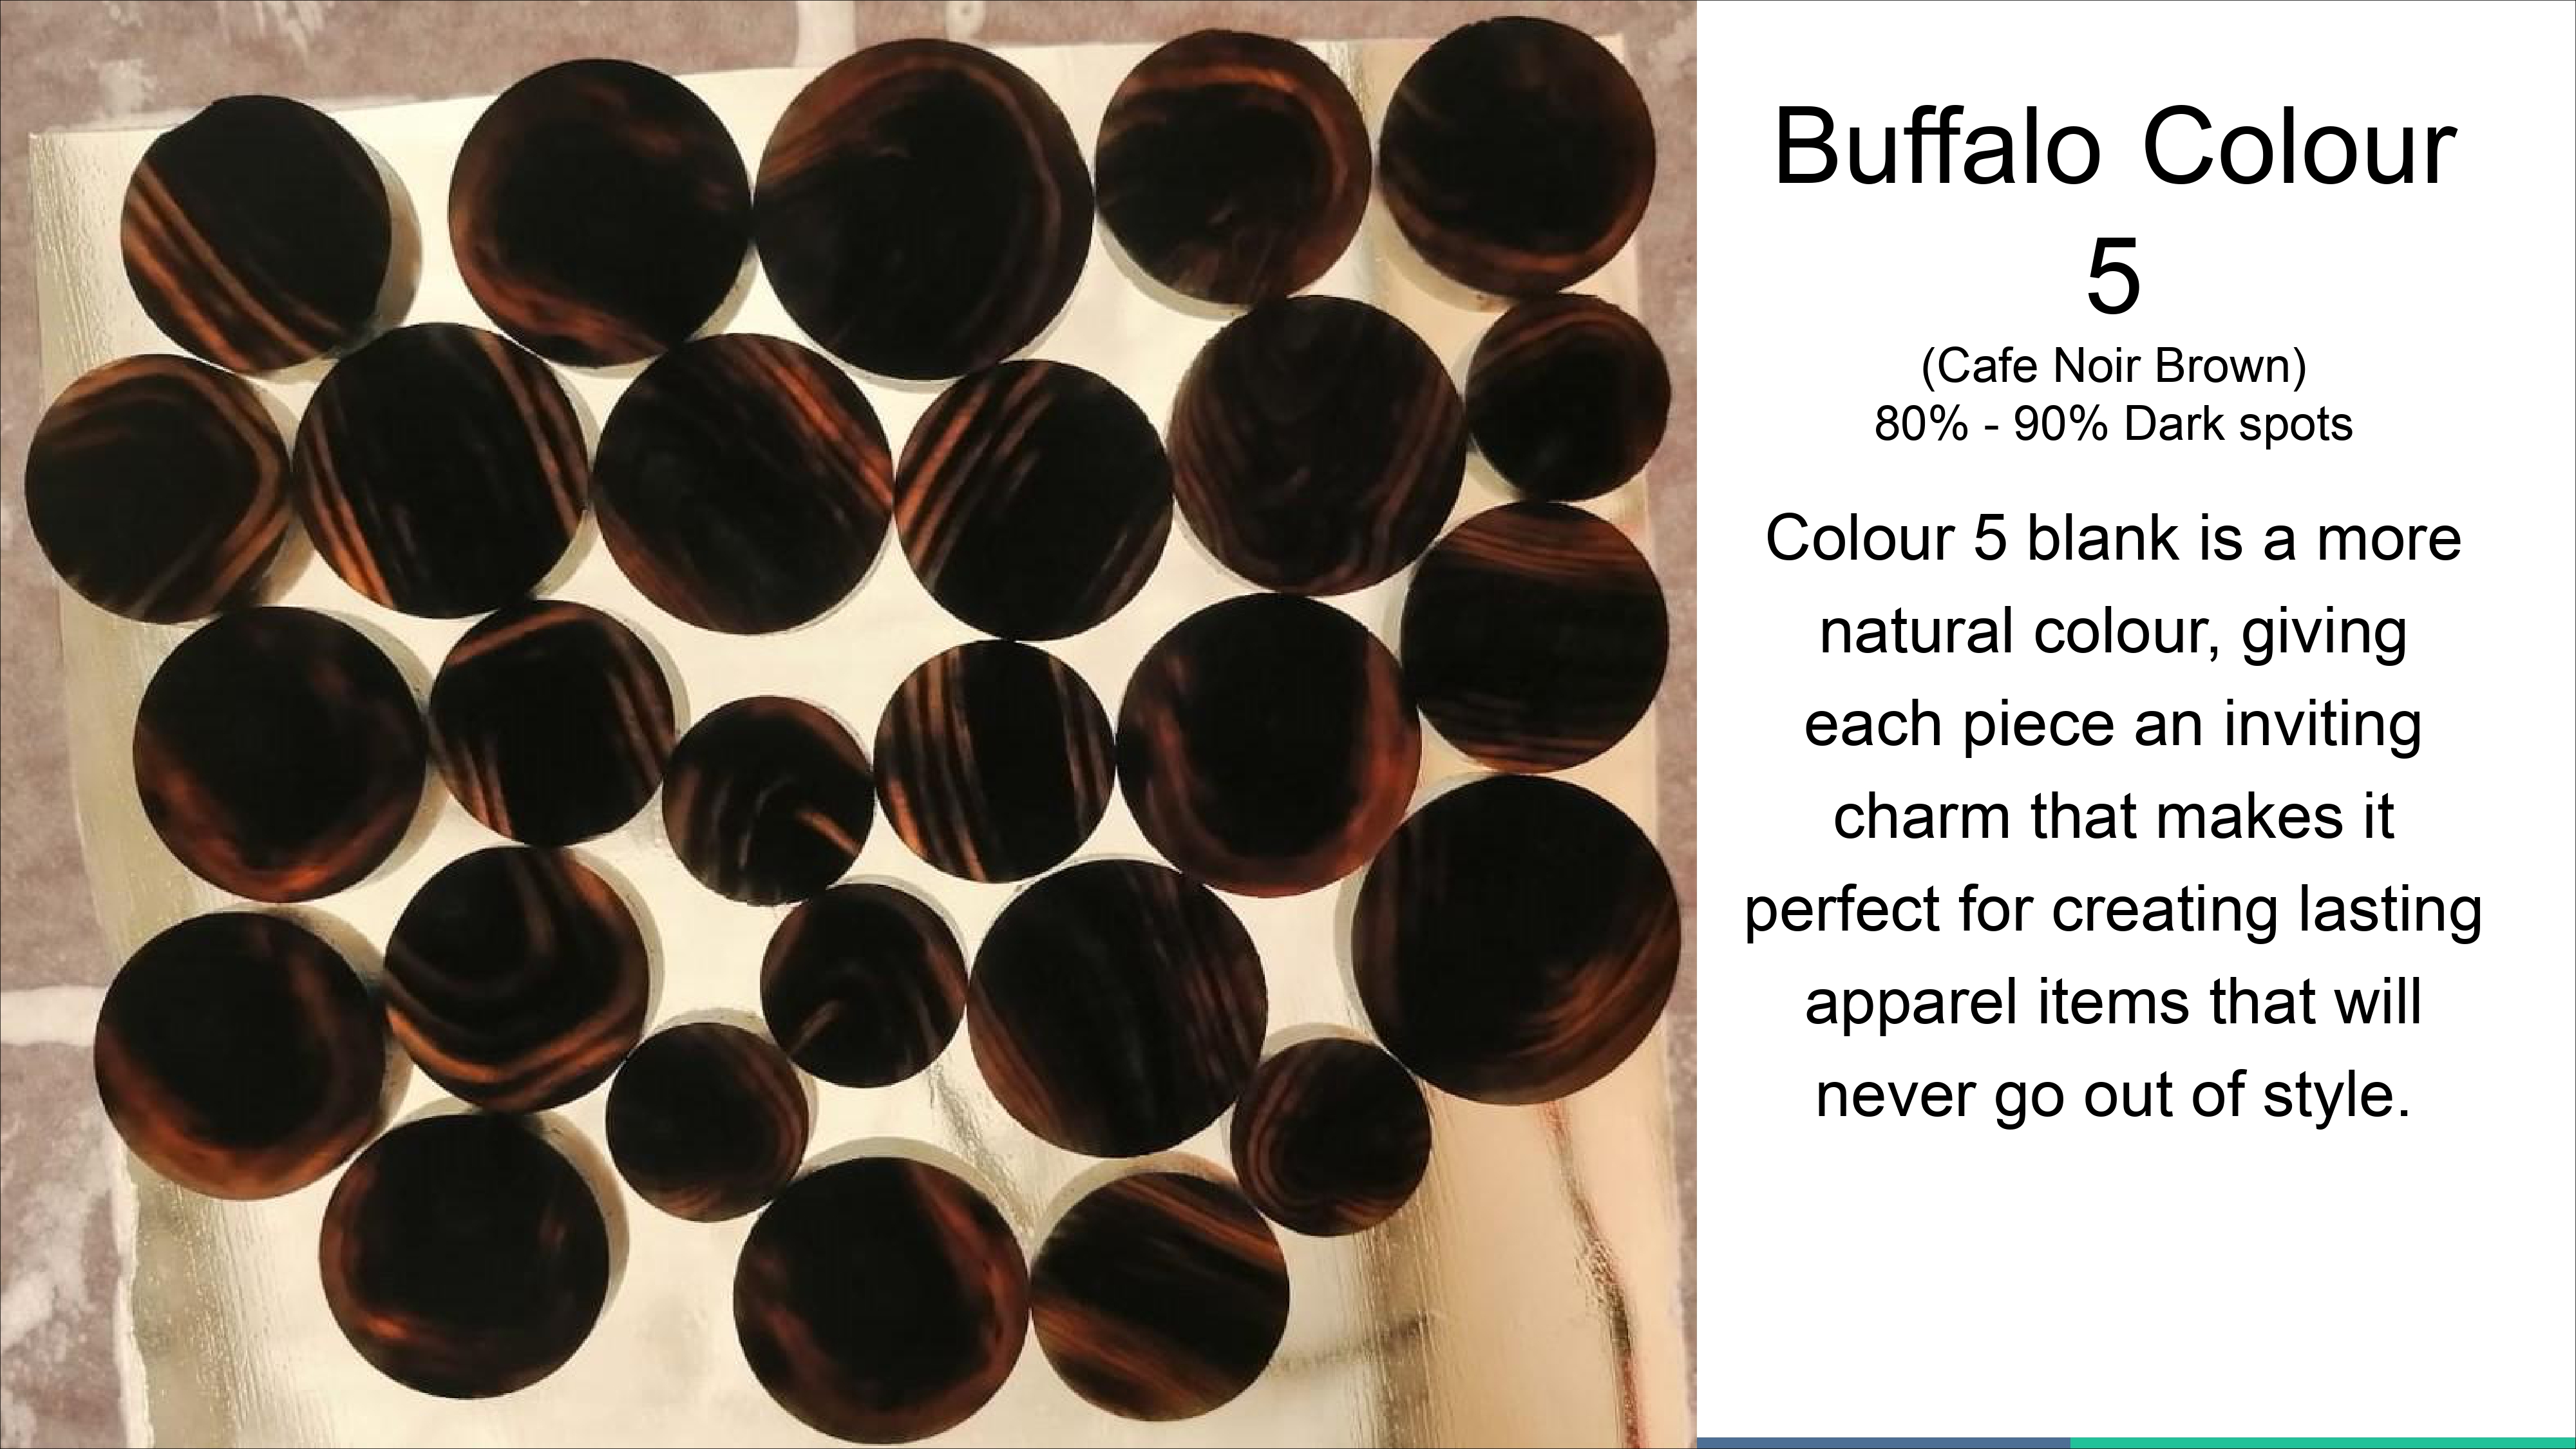 Buffalo Colour
5
(Cafe Noir Brown)
80% - 90% Dark spots
Colour 5 blank is a more
natural colour, giving
each piece an inviting
charm that makes it
perfect for creating lasting
apparel items that will
never go out of style.